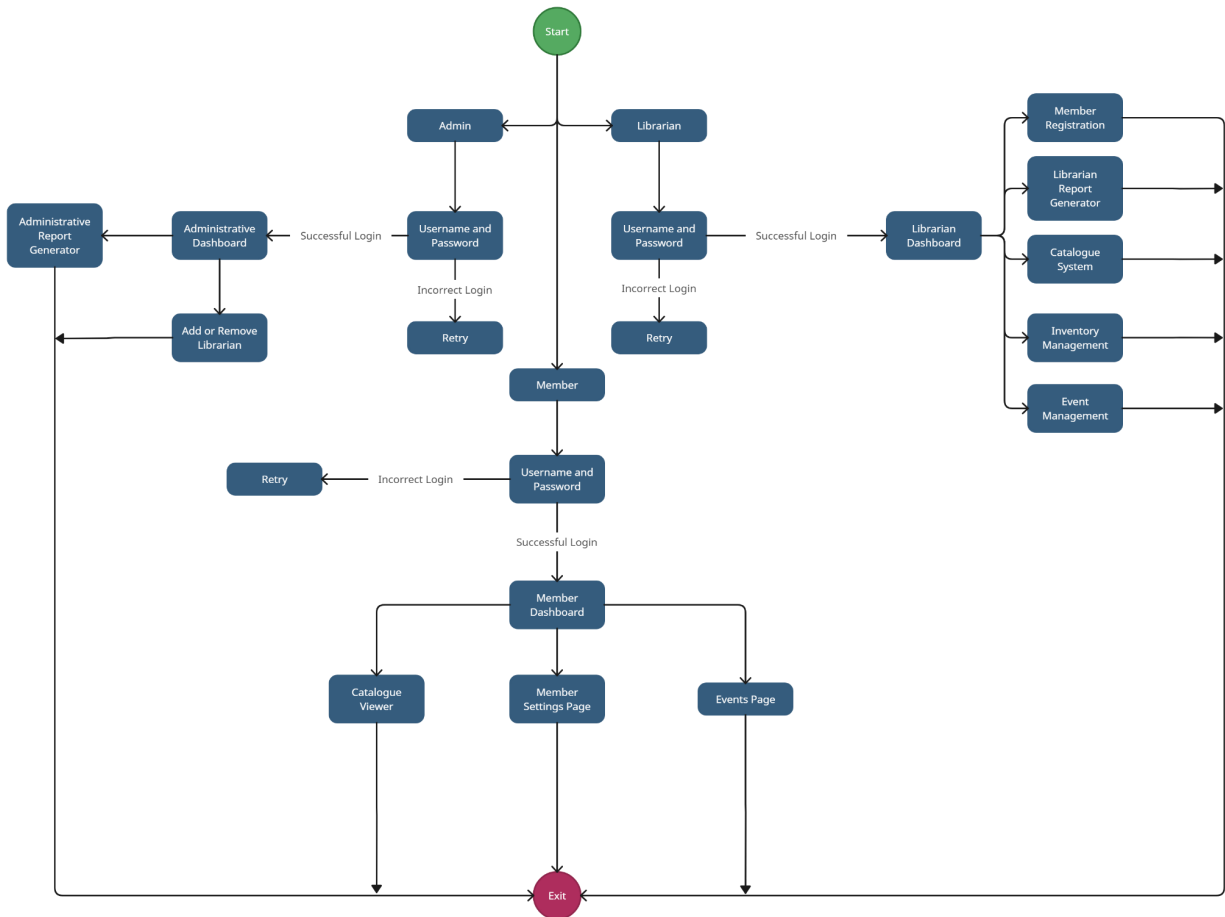 Start
Admin
Librarian
Member
Registration
Librarian
Report
Generator
Administrative
Report
Generator
Administrative
Dashboard
Successful Login
Username and
Password
Username and
Password
Successful Login
Librarian
Dashboard
Catalogue
System
Incorrect Login
Incorrect Login
Add or Remove
Librarian
Retry
Retry
Inventory
Management
Member
Event
Management
Retry
Incorrect Login
Username and
Password
Successful Login
Member
Dashboard
Catalogue
Viewer
Member
Settings Page
Events Page
Exit